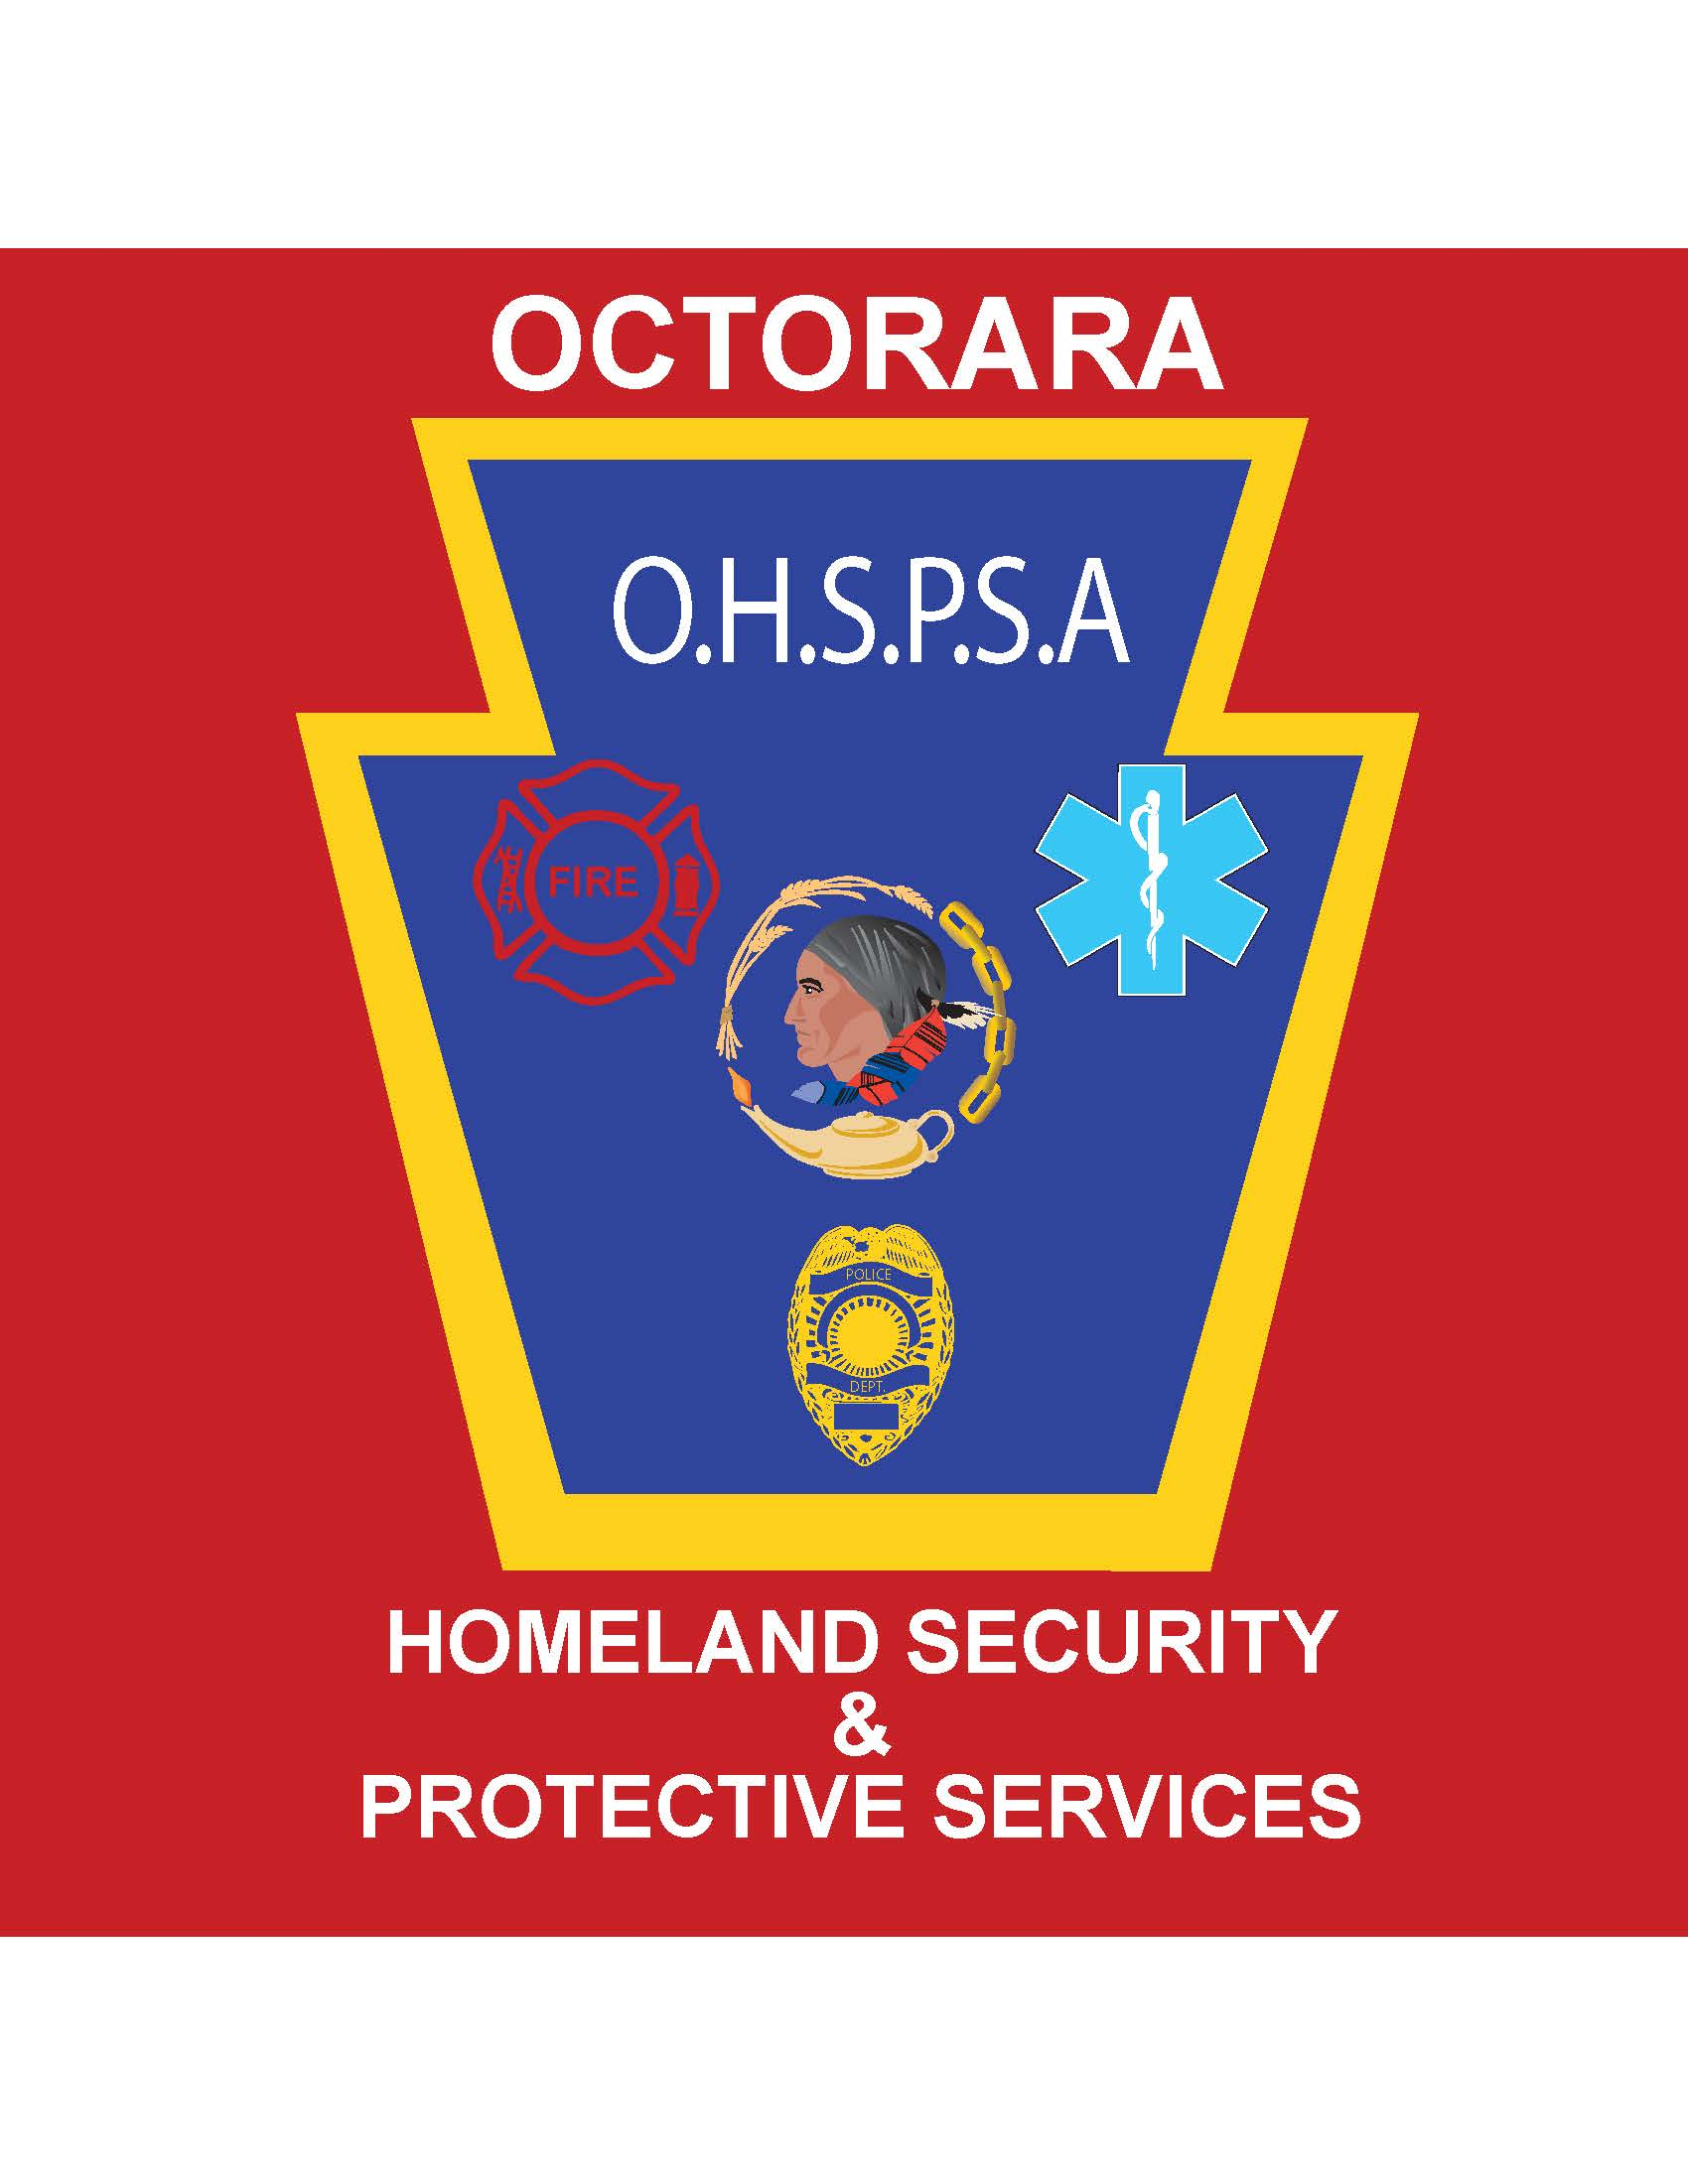 OCTORARA
O.H.S.P.S.A
FIRE
POLICE
DEPT.
HOMELAND SECURITY
&
PROTECTIVE SERVICES